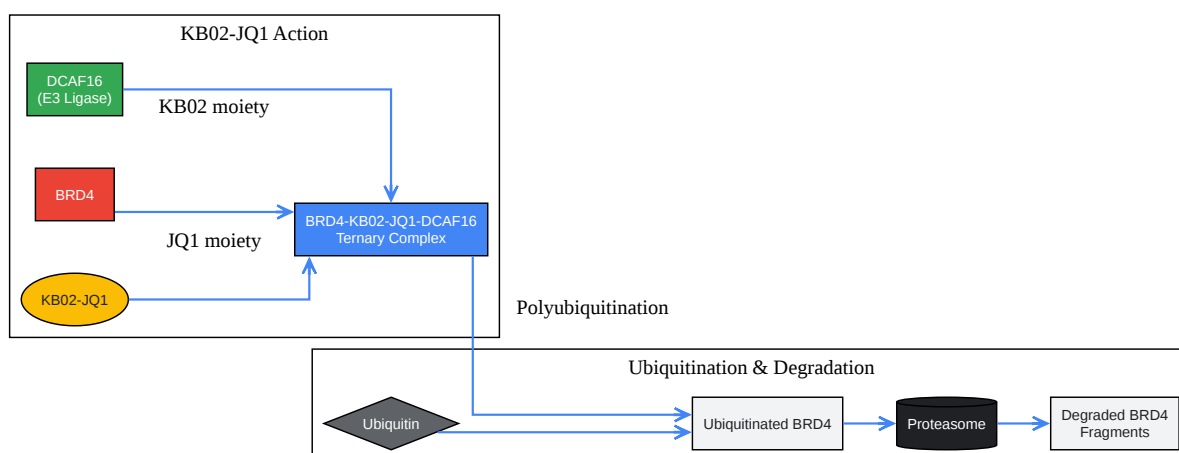 KB02-JQ1 Action
DCAF16
(E3 Ligase)
KB02 moiety
BRD4
JQ1 moiety
BRD4-KB02-JQ1-DCAF16
Ternary Complex
KB02-JQ1
Polyubiquitination
Ubiquitination & Degradation
Ubiquitin
Ubiquitinated BRD4
Proteasome
Degraded BRD4
Fragments